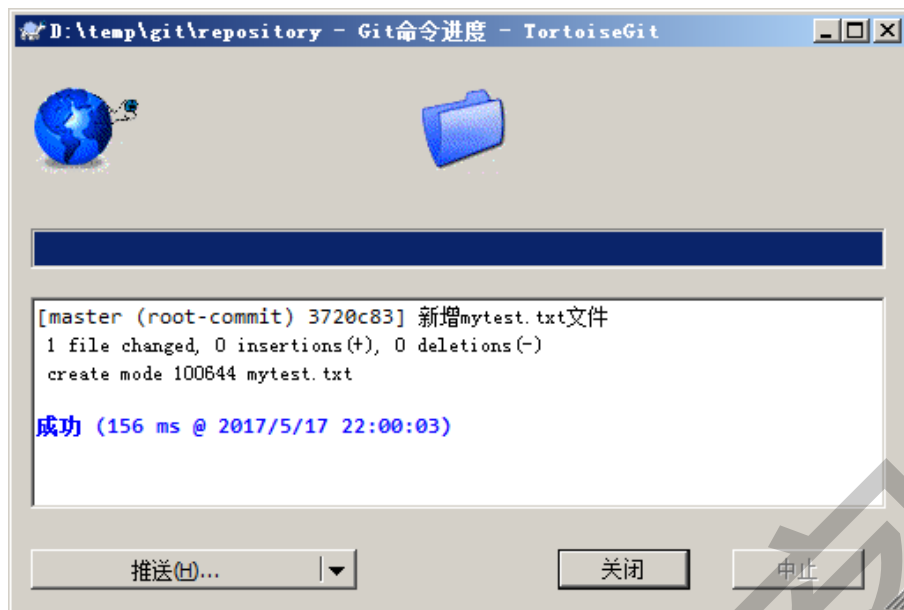 D:\temp\git\repository - Git命令进度 - TortoiseGit
[master (root-commit) 3720c83] 新增mytest.txt文件
1 file changed, 0 insertions(+), 0 deletions(-)
create mode 100644 mytest.txt
成功 (156 ms @ 2017/5/17 22:00:03)
推送(H)...
关闭
中止